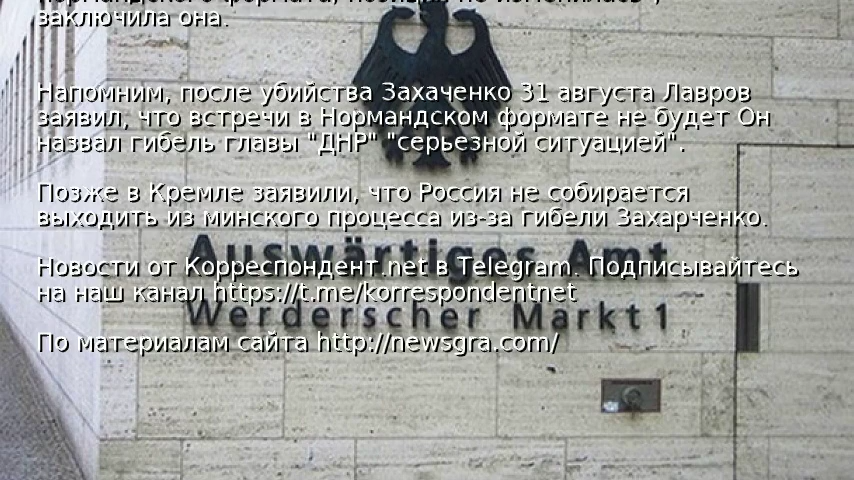 заключила она.
Напомним, после убийства Захаченко 31 августа Лавров
заявил, что встречи в Нормандском формате не будет Он
назвал гибель главы "ДНР" "серьезной ситуацией".
Позже в Кремле заявили, что Россия не собирается
выходить из минского процесса из-за гибели Захарченко.
Auswärtiges Amt
Новости от Корреспондент.net в Telegram. Подписывайтесь
на наш канал https://t.me/korrespondentnet
Werderscher Markt 1
По материалам сайта http://newsgra.com/